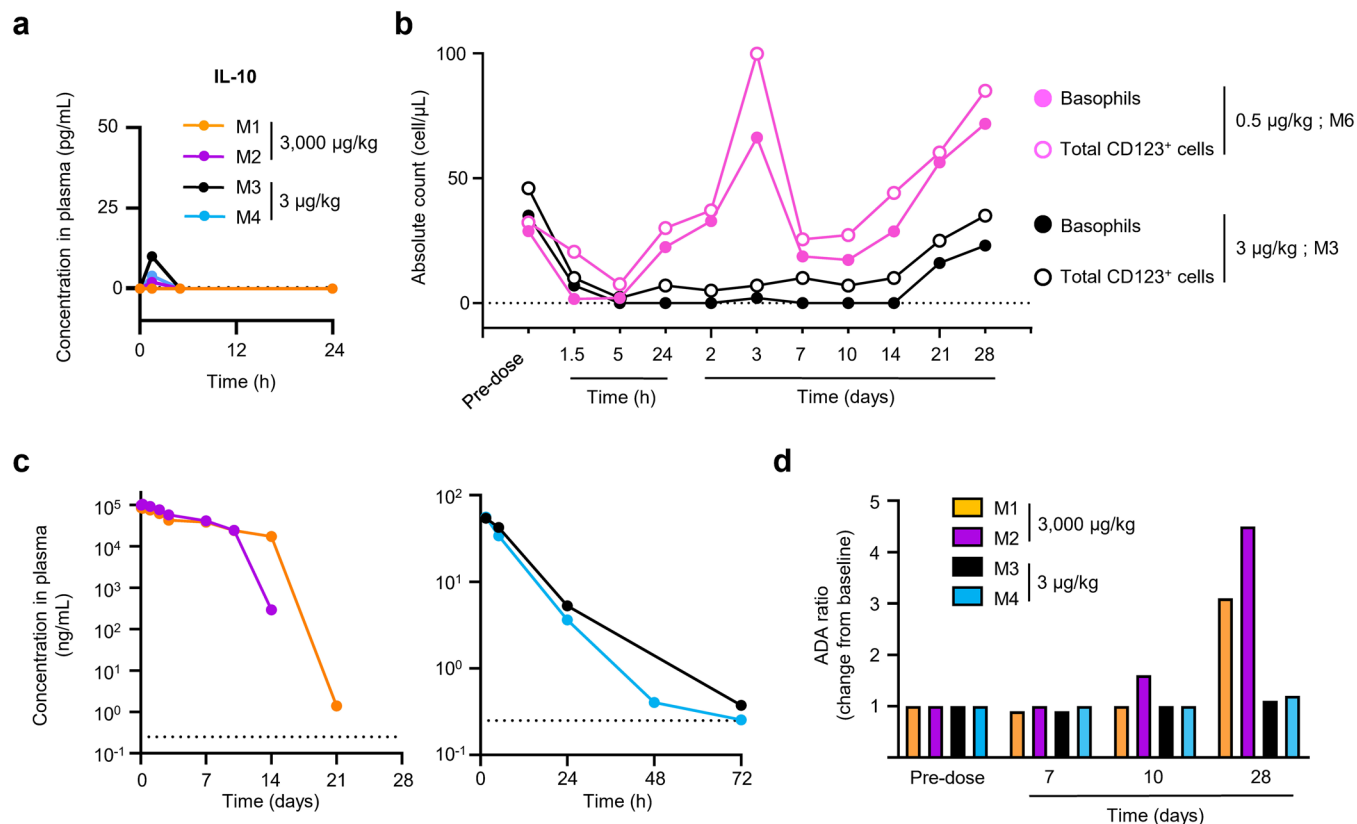 a
IL-10
Concentration in plasma (pg/mL)
50
25
0
M1
M2
3,000 µg/kg
M3
M4
3 µg/kg
0 12 24
Time (h)
b
Absolute count (cell/µL)
100
50
0
Pre-dose 1.5 5 24 2 3 7 10 14 21 28
Time (h) Time (days)
Basophils
Total CD123⁺ cells
0.5 µg/kg ; M6
Basophils
Total CD123⁺ cells
3 µg/kg ; M3
c
Concentration in plasma
(ng/mL)
10⁵
10⁴
10³
10²
10¹
10⁰
10⁻¹
0 7 14 21 28
Time (days)
10²
10¹
10⁰
10⁻¹
0 24 48 72
Time (h)
d
ADA ratio
(change from baseline)
5
4
3
2
1
M1
M2
3,000 µg/kg
M3
M4
3 µg/kg
Pre-dose 7 10 28
Time (days)